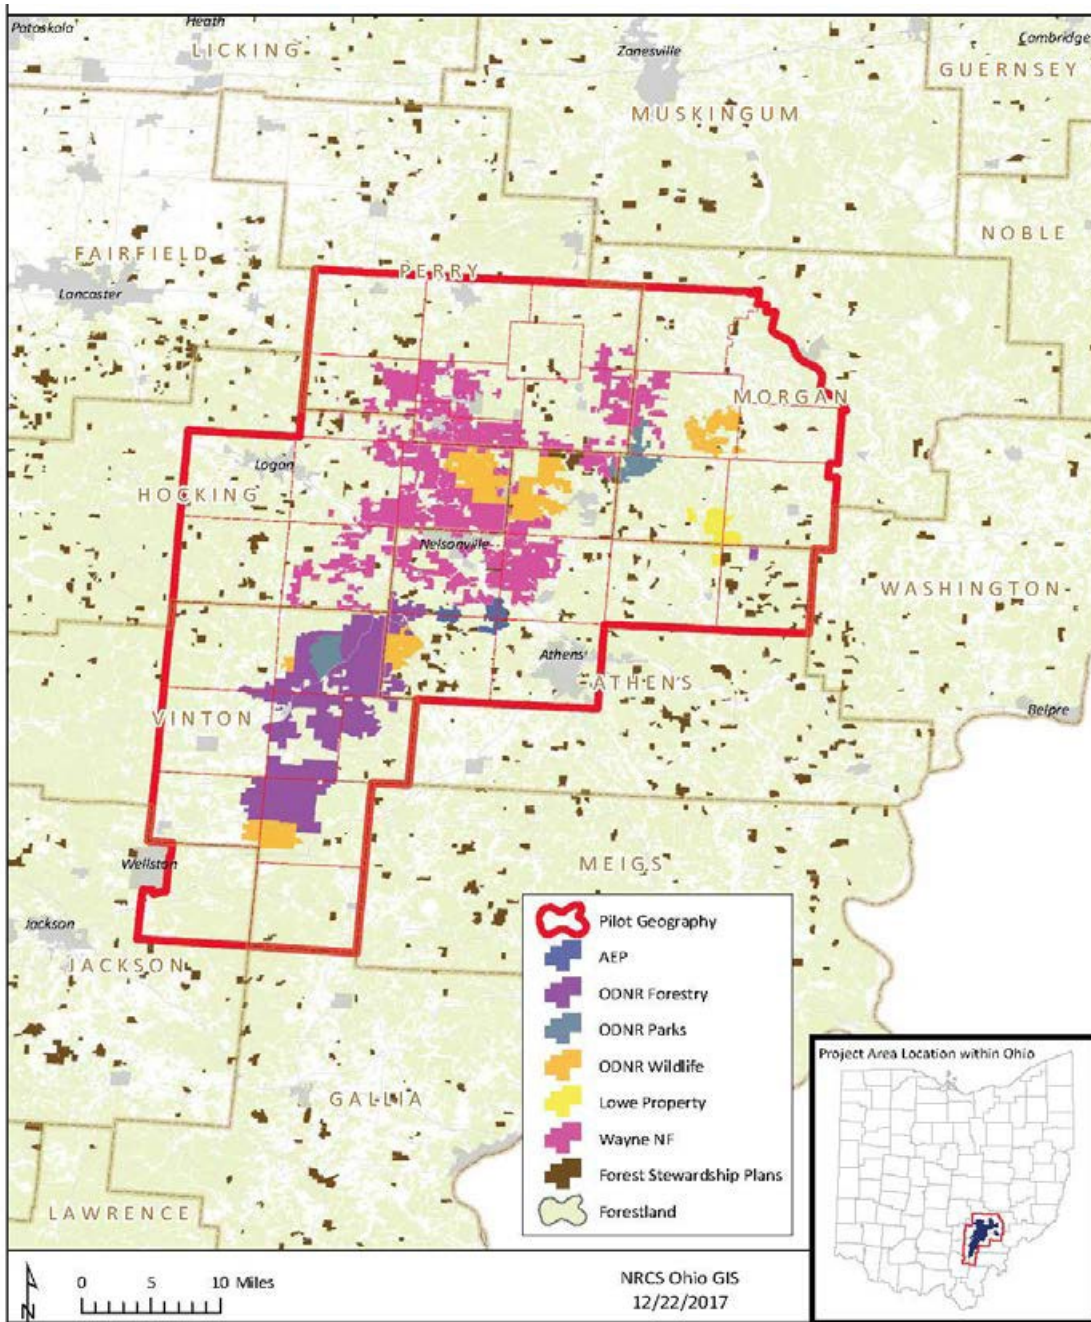 Pataskala
Heath
LICKING
Zanesville
Cambridge
GUERNSEY
MUSKINGUM
NOBLE
FAIRFIELD
Lancaster
PERRY
MORGAN
Logan
HOCKING
Nelsonville
WASHINGTON
Athens
ATHENS
Belpre
VINTON
Wellston
MEIGS
Jackson
JACKSON
GALLIA
LAWRENCE
Pilot Geography
AEP
ODNR Forestry
ODNR Parks
ODNR Wildlife
Lowe Property
Wayne NF
Forest Stewardship Plans
Forestland
Project Area Location within Ohio
N
0 5 10 Miles
NRCS Ohio GIS
12/22/2017